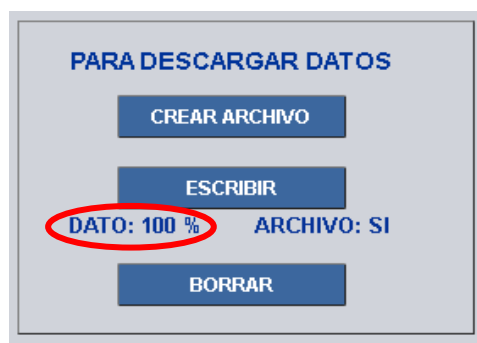 PARA DESCARGAR DATOS
CREAR ARCHIVO
ESCRIBIR
DATO: 100 % ARCHIVO: SI
BORRAR